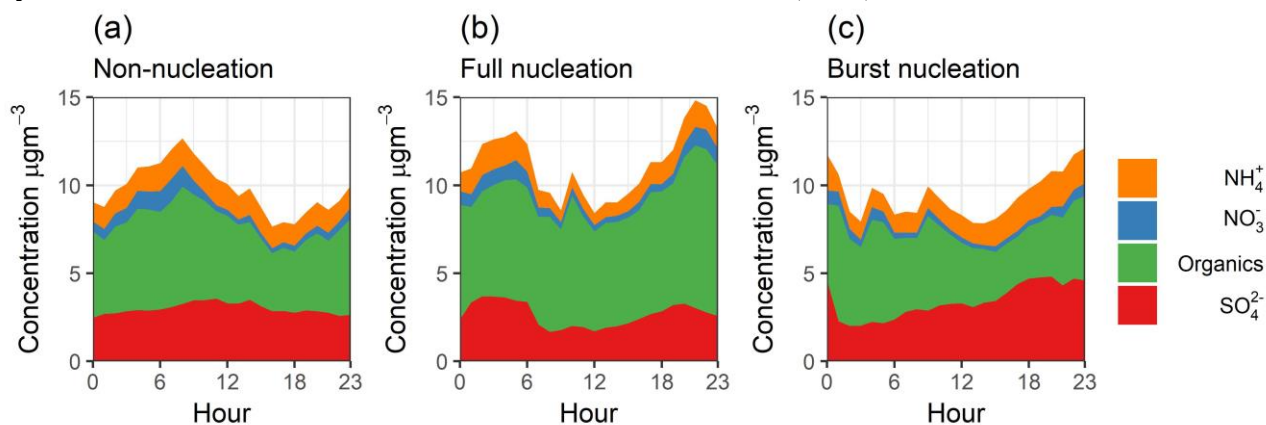 (a)
Non-nucleation
(b)
Full nucleation
(c)
Burst nucleation
Concentration µgm⁻³
15
10
5
0
0 6 12 18 23
Hour
Concentration µgm⁻³
15
10
5
0
0 6 12 18 23
Hour
Concentration µgm⁻³
15
10
5
0
0 6 12 18 23
Hour
NH₄⁺
NO₃⁻
Organics
SO₄²⁻